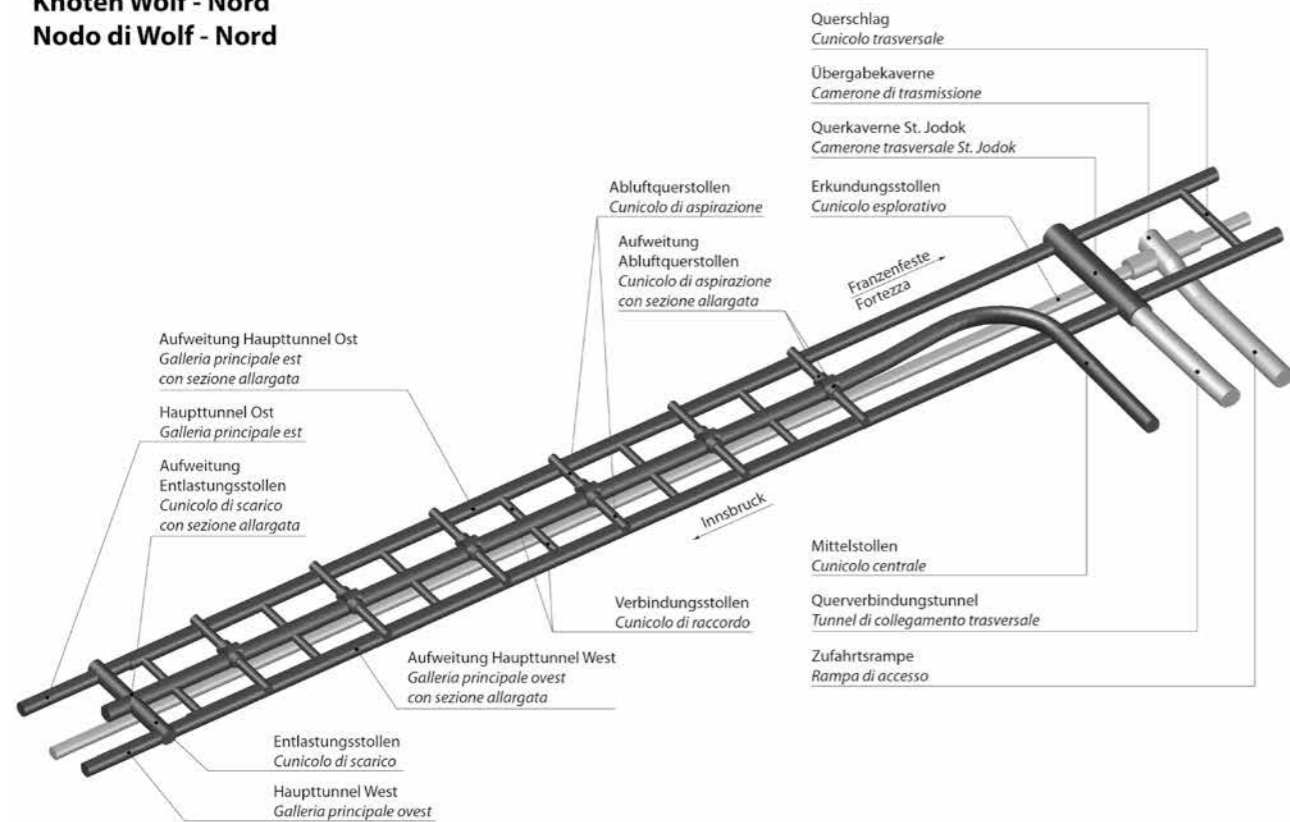 Knoten Wolf - Nord
Nodo di Wolf - Nord
Querschlag
Cunicolo trasversale
Übergabekaverne
Camerone di trasmissione
Querkaverne St. Jodok
Camerone trasversale St. Jodok
Erkundungsstollen
Cunicolo esplorativo
Abluftquerstollen
Cunicolo di aspirazione
Aufweitung
Abluftquerstollen
Cunicolo di aspirazione
con sezione allargata
Franzenfeste
Fortezza
Aufweitung Haupttunnel Ost
Galleria principale est
con sezione allargata
Haupttunnel Ost
Galleria principale est
Aufweitung
Entlastungsstollen
Cunicolo di scarico
con sezione allargata
Innsbruck
Mittelstollen
Cunicolo centrale
Querverbindungstunnel
Tunnel di collegamento trasversale
Zufahrtsrampe
Rampa di accesso
Verbindungsstollen
Cunicolo di raccordo
Aufweitung Haupttunnel West
Galleria principale ovest
con sezione allargata
Entlastungsstollen
Cunicolo di scarico
Haupttunnel West
Galleria principale ovest